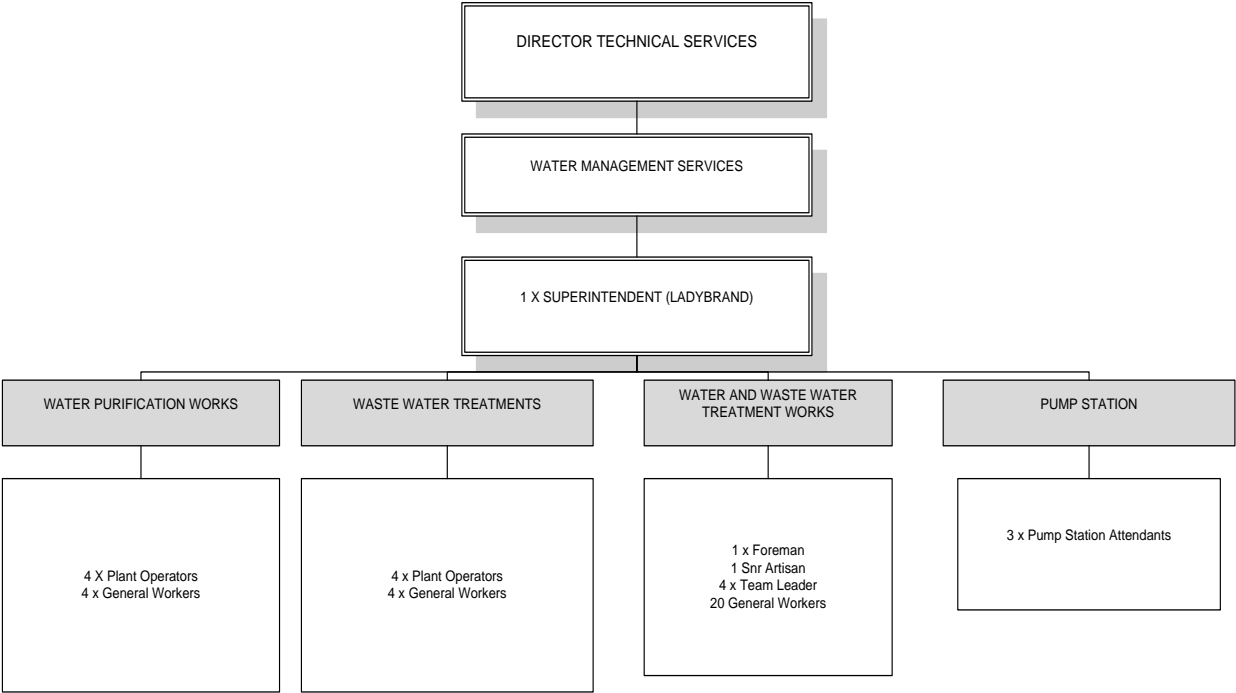 DIRECTOR TECHNICAL SERVICES
WATER MANAGEMENT SERVICES
1 X SUPERINTENDENT (LADYBRAND)
WATER PURIFICATION WORKS
WASTE WATER TREATMENTS
WATER AND WASTE WATER
TREATMENT WORKS
PUMP STATION
4 X Plant Operators
4 x General Workers
4 x Plant Operators
4 x General Workers
1 x Foreman
1 Snr Artisan
4 x Team Leader
20 General Workers
3 x Pump Station Attendants